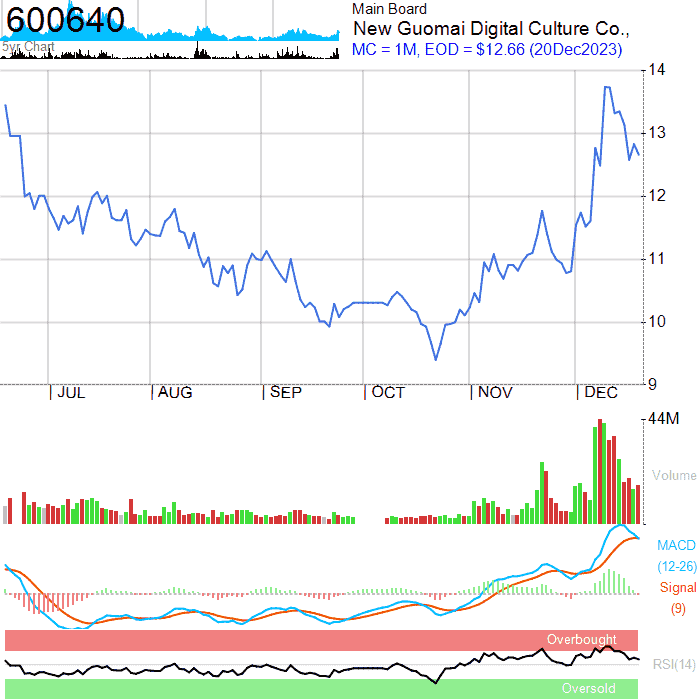 600640
5yr Chart
Main Board
New Guomai Digital Culture Co.,
MC = 1M, EOD = $12.66 (20Dec2023)
14
13
12
11
10
9
JUL
AUG
SEP
OCT
NOV
DEC
44M
Volume
MACD
(12-26)
Signal
(9)
Overbought
RSI(14)
Oversold